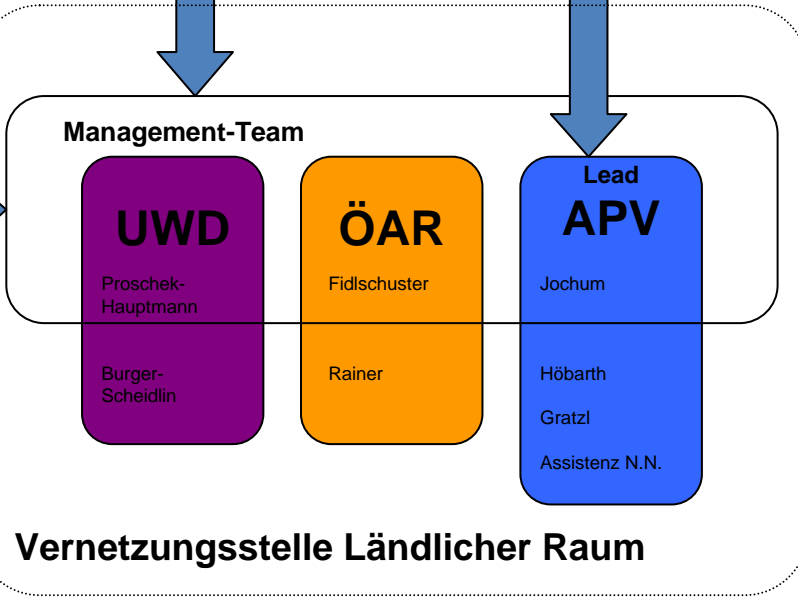 Management-Team
UWD
Proschek-
Hauptmann
Burger-
Scheidlin
ÖAR
Fidlschuster
Rainer
Lead
APV
Jochum
Höbarth
Gratzl
Assistenz N.N.
Vernetzungsstelle Ländlicher Raum